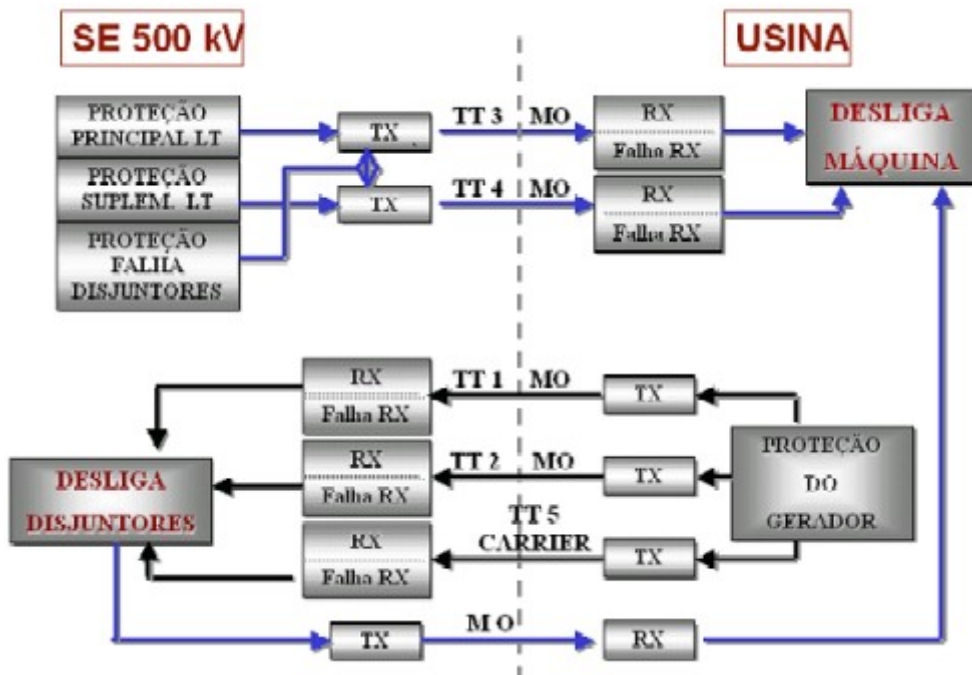 SE 500 kV
USINA
PROTEÇÃO
PRINCIPAL LT
TX
TT 3 MO
RX
Falha RX
DESLIGA
MÁQUINA
PROTEÇÃO
SUPLEM. LT
TX
TT 4 MO
RX
Falha RX
PROTEÇÃO
FALHA
DISJUNTORES
RX
Falha RX
TT 1 MO
TX
RX
Falha RX
TT 2 MO
TX
PROTEÇÃO
DO
GERADOR
DESLIGA
DISJUNTORES
RX
Falha RX
TT 5
CARRIER
TX
TX
M O
RX